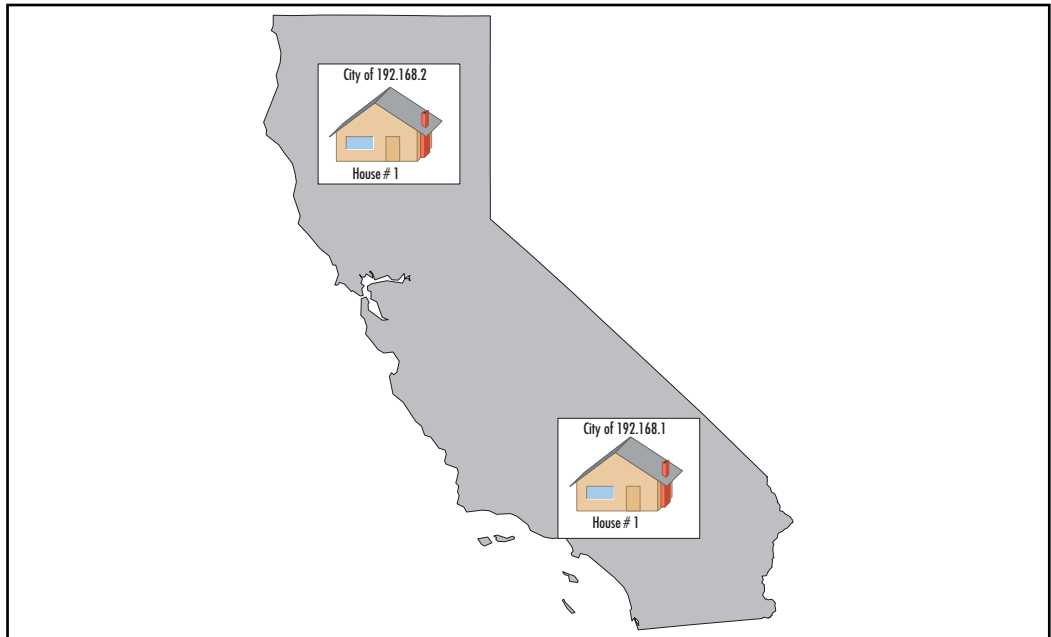 City of 192.168.2
House # 1
City of 192.168.1
House # 1